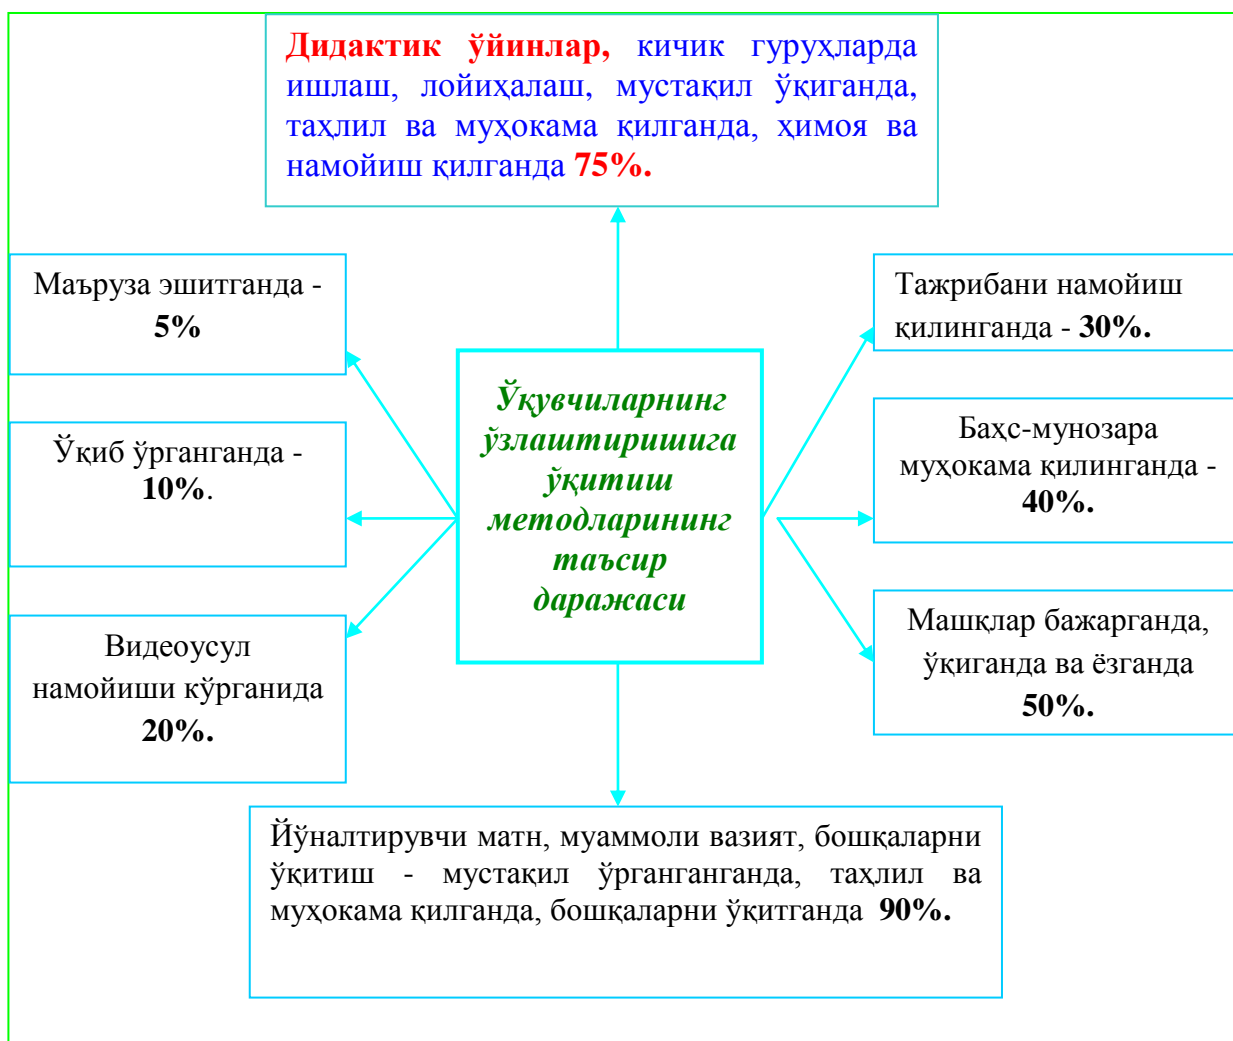 Дидактик ўйинлар, кичик гуруҳларда
ишлаш, лойиҳалаш, мустақил ўқиганда,
таҳлил ва муҳокама қилганда, ҳимоя ва
намойиш қилганда 75%.
Маъруза эшитганда -
5%
Ўқиб ўрганганда -
10%.
Видеоусул
намойиши кўрганида
20%.
Ўқувчиларнинг
ўзлаштиришига
ўқитиш
методларининг
таъсир
даражаси
Тажрибани намойиш
қилинганда - 30%.
Баҳс-мунозара
муҳокама қилинганда -
40%.
Машқлар бажарганда,
ўқиганда ва ёзганда
50%.
Йўналтирувчи матн, муаммоли вазият, бошқаларни
ўқитиш - мустақил ўрганганганда, таҳлил ва
муҳокама қилганда, бошқаларни ўқитганда 90%.